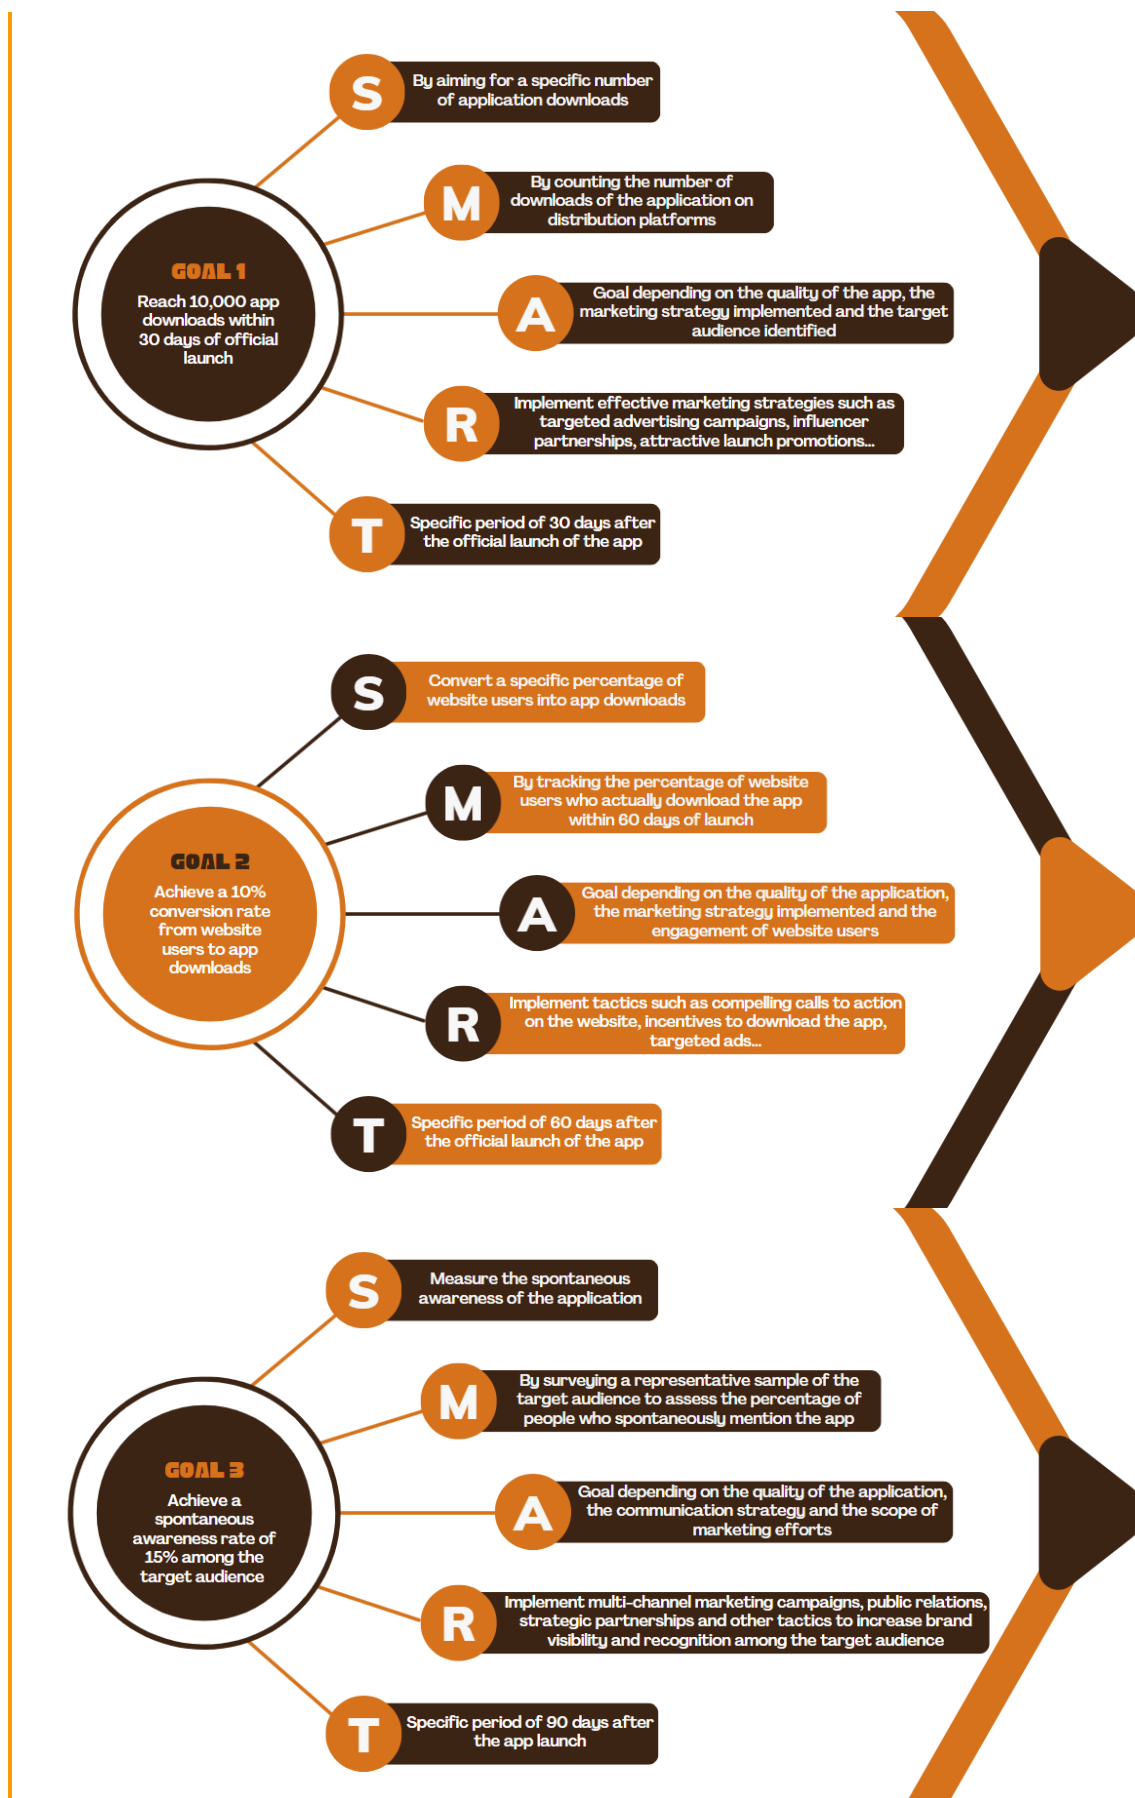 S
By aiming for a specific number
of application downloads
M
By counting the number of
downloads of the application on
distribution platforms
GOAL 1
Reach 10,000 app
downloads within
30 days of official
launch
A
Goal depending on the quality of the app, the
marketing strategy implemented and the target
audience identified
R
Implement effective marketing strategies such as
targeted advertising campaigns, influencer
partnerships, attractive launch promotions...
T
Specific period of 30 days after
the official launch of the app
S
Convert a specific percentage of
website users into app downloads
M
By tracking the percentage of website
users who actually download the app
within 60 days of launch
GOAL 2
Achieve a 10%
conversion rate
from website
users to app
downloads
A
Goal depending on the quality of the application,
the marketing strategy implemented and the
engagement of website users
R
Implement tactics such as compelling calls to action
on the website, incentives to download the app,
targeted ads...
T
Specific period of 60 days after
the official launch of the app
S
Measure the spontaneous
awareness of the application
M
By surveying a representative sample of the
target audience to assess the percentage of
people who spontaneously mention the app
GOAL 3
Achieve a
spontaneous
awareness rate of
15% among the
target audience
A
Goal depending on the quality of the application,
the communication strategy and the scope of
marketing efforts
R
Implement multi-channel marketing campaigns, public relations,
strategic partnerships and other tactics to increase brand
visibility and recognition among the target audience
T
Specific period of 90 days after
the app launch